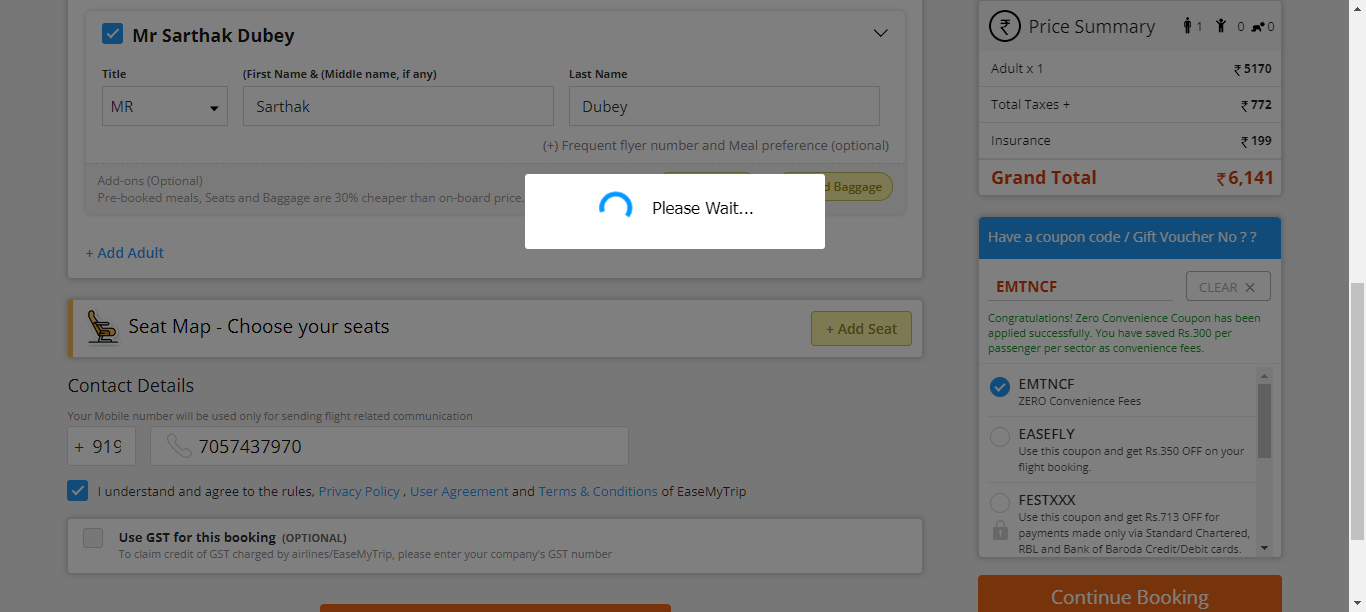 Mr Sarthak Dubey
Title
(First Name & (Middle name, if any)
Last Name
MR
Sarthak
Dubey
(+) Frequent flyer number and Meal preference (optional)
Add-ons (Optional)
Pre-booked meals, Seats and Baggage are 30% cheaper than on-board price.
Baggage
Please Wait...
+ Add Adult
Seat Map - Choose your seats
+ Add Seat
Contact Details
Your Mobile number will be used only for sending flight related communication
+ 919
7057437970
I understand and agree to the rules, Privacy Policy , User Agreement and Terms & Conditions of EaseMyTrip
Use GST for this booking (OPTIONAL)
To claim credit of GST charged by airlines/EaseMyTrip, please enter your company's GST number
₹ Price Summary 1 0 0
Adult x 1 ₹ 5170
Total Taxes + ₹ 772
Insurance ₹ 199
Grand Total ₹ 6,141
Have a coupon code / Gift Voucher No ? ?
EMTNCF
CLEAR ✕
Congratulations! Zero Convenience Coupon has been
applied successfully. You have saved Rs.300 per
passenger per sector as convenience fees.
EMTNCF
ZERO Convenience Fees
EASEFLY
Use this coupon and get Rs.350 OFF on your
flight booking.
FESTXXX
Use this coupon and get Rs.713 OFF for
payments made only via Standard Chartered,
RBL and Bank of Baroda Credit/Debit cards.
Continue Booking